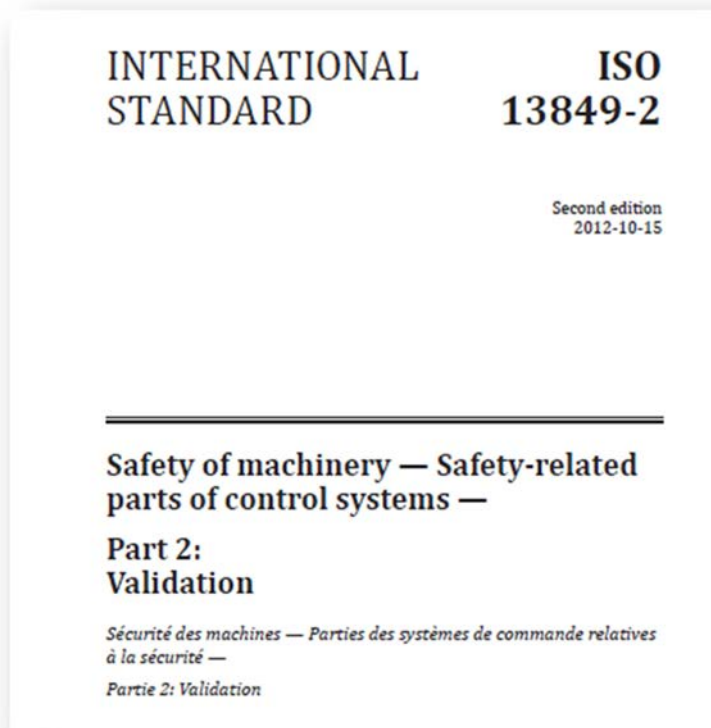 INTERNATIONAL STANDARD
ISO 13849-2
Second edition
2012-10-15
Safety of machinery — Safety-related
parts of control systems —
Part 2:
Validation
Sécurité des machines — Parties des systèmes de commande relatives
à la sécurité —
Partie 2: Validation